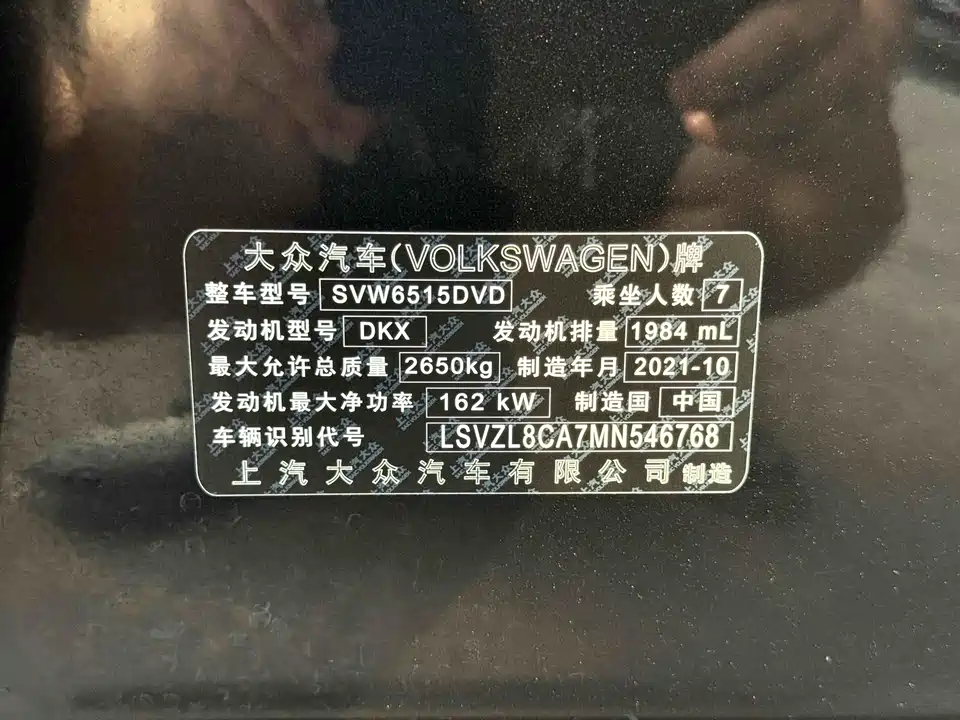 大众汽车(VOLKSWAGEN)牌
整车型号 SVW6515DVD 乘坐人数 7
发动机型号 DKX 发动机排量 1984 mL
最大允许总质量 2650kg 制造年月 2021-10
发动机最大净功率 162 kW 制造国 中国
车辆识别代号 LSVZL8CA7MN546768
上汽大众汽车有限公司 制造